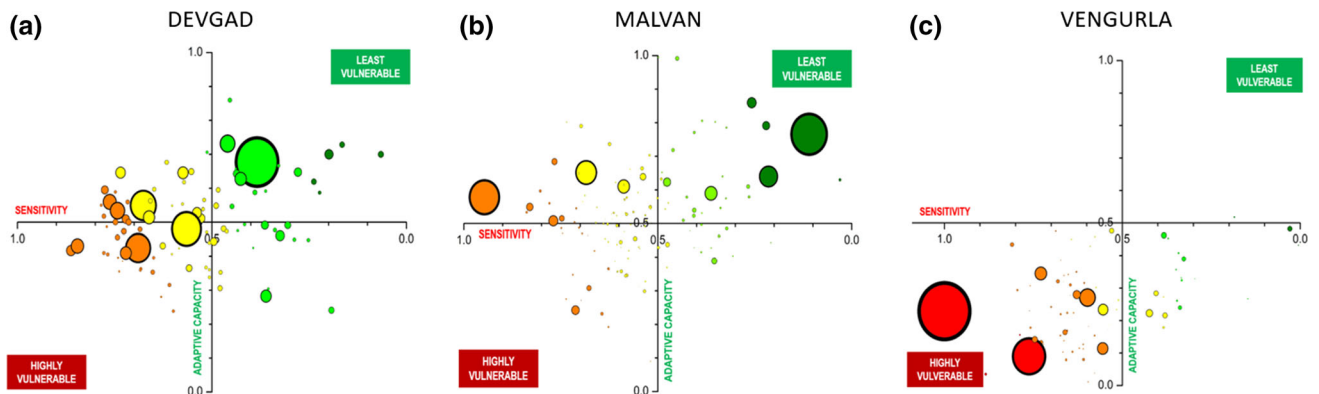 (a)
DEVGAD
1.0
LEAST
VULNERABLE
SENSITIVITY
1.0
0.5
0.0
ADAPTIVE CAPACITY
HIGHLY
VULNERABLE
0.0
(b)
MALVAN
1.0
LEAST
VULNERABLE
SENSITIVITY
1.0
0.5
0.0
ADAPTIVE CAPACITY
HIGHLY
VULNERABLE
0.0
(c)
VENGURLA
1.0
LEAST
VULVERABLE
SENSITIVITY
0.5
1.0
0.5
0.0
ADAPTIVE CAPACITY
HIGHLY
VULVERABLE
0.0